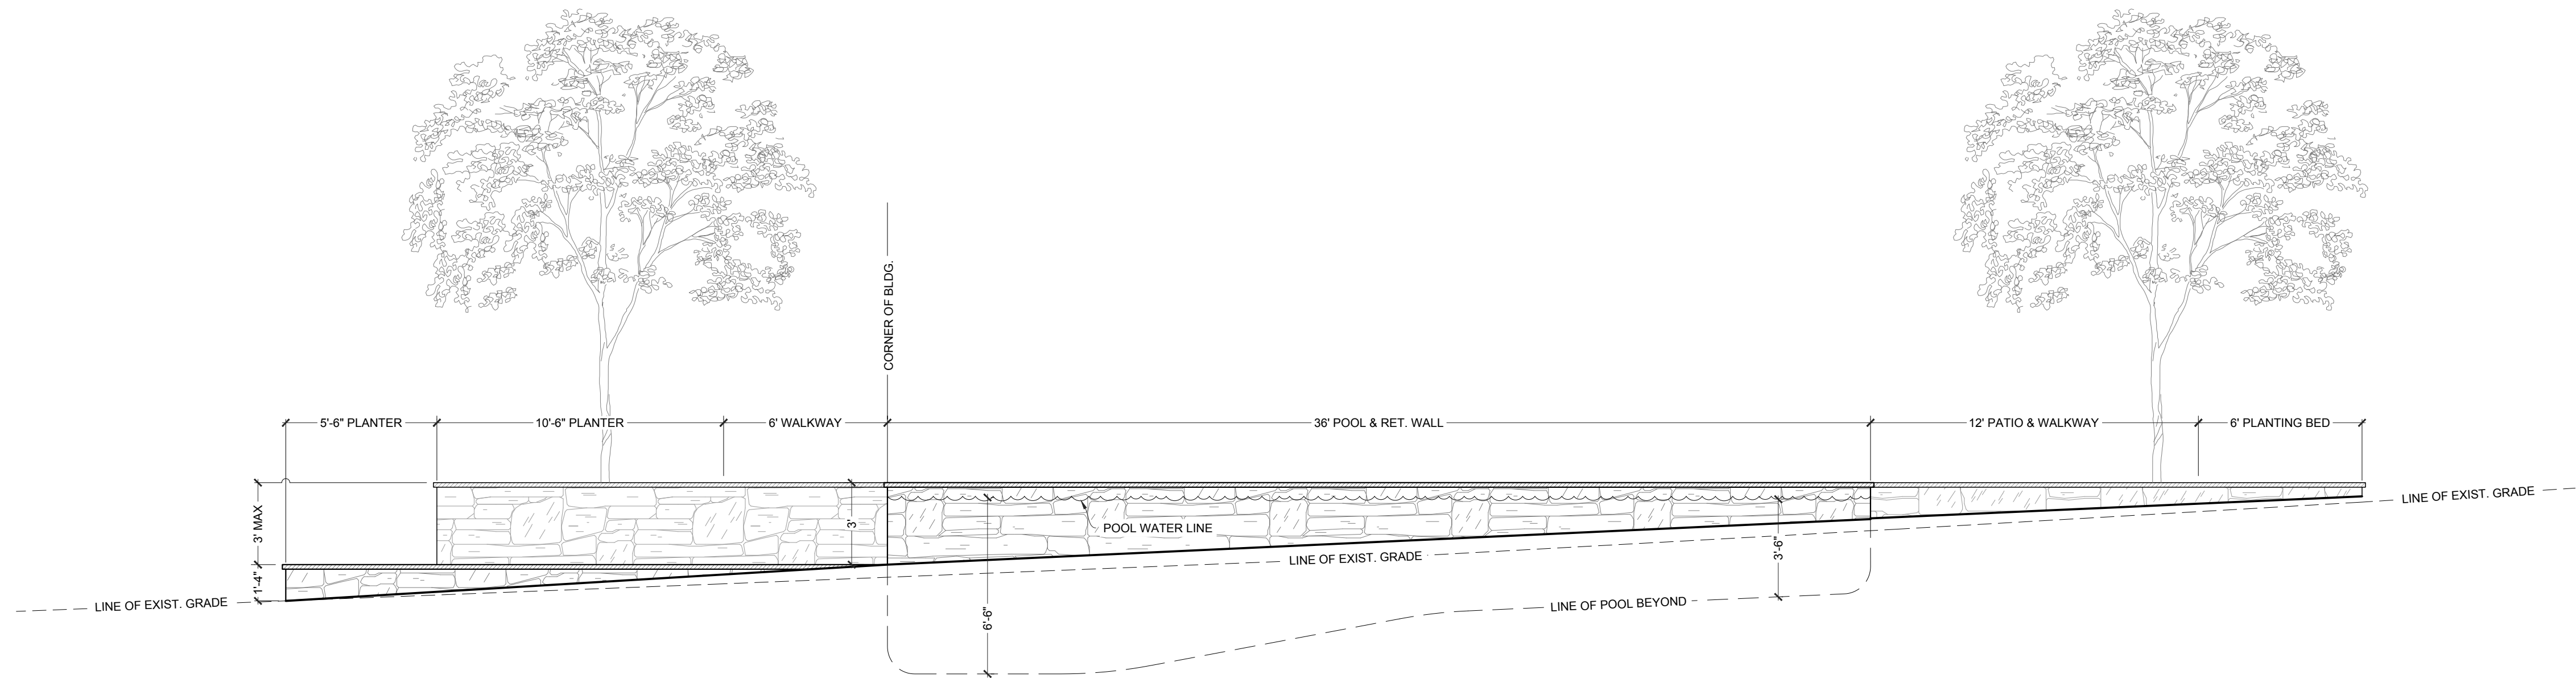 CORNER OF BLDG.
5'-6" PLANTER
10'-6" PLANTER
6' WALKWAY
36' POOL & RET. WALL
12' PATIO & WALKWAY
6' PLANTING BED
3' MAX
1'-4"
3'
POOL WATER LINE
6'-6"
3'-6"
LINE OF EXIST. GRADE
LINE OF EXIST. GRADE
LINE OF EXIST. GRADE
LINE OF POOL BEYOND